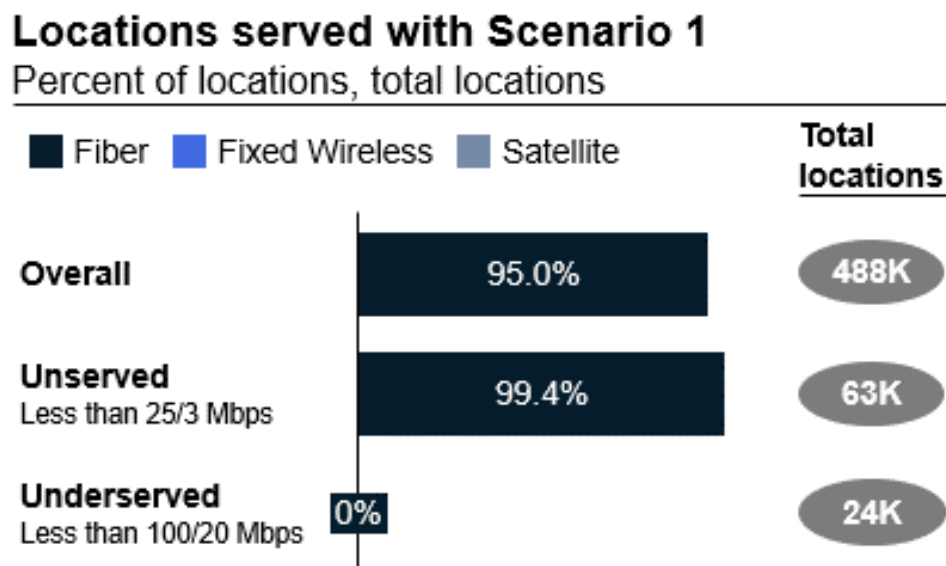 Locations served with Scenario 1
Percent of locations, total locations
Fiber Fixed Wireless Satellite
Total
locations
Overall 95.0% 488K
Unserved
Less than 25/3 Mbps
99.4% 63K
Underserved
Less than 100/20 Mbps
0% 24K